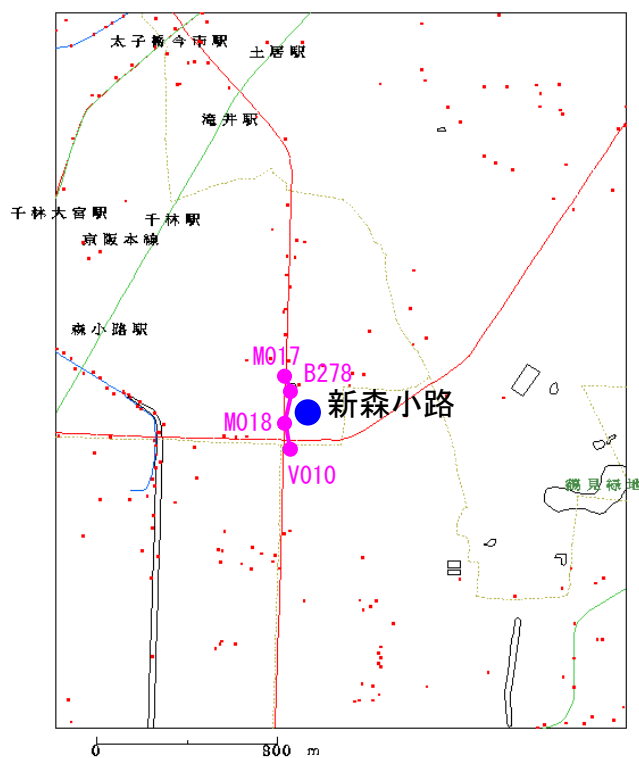 太子橋今市駅
土居駅
滝井駅
千林大宮駅
千林駅
京阪本線
森小路駅
M017
B278
新森小路
M018
V010
鶴見緑地
0 800 m